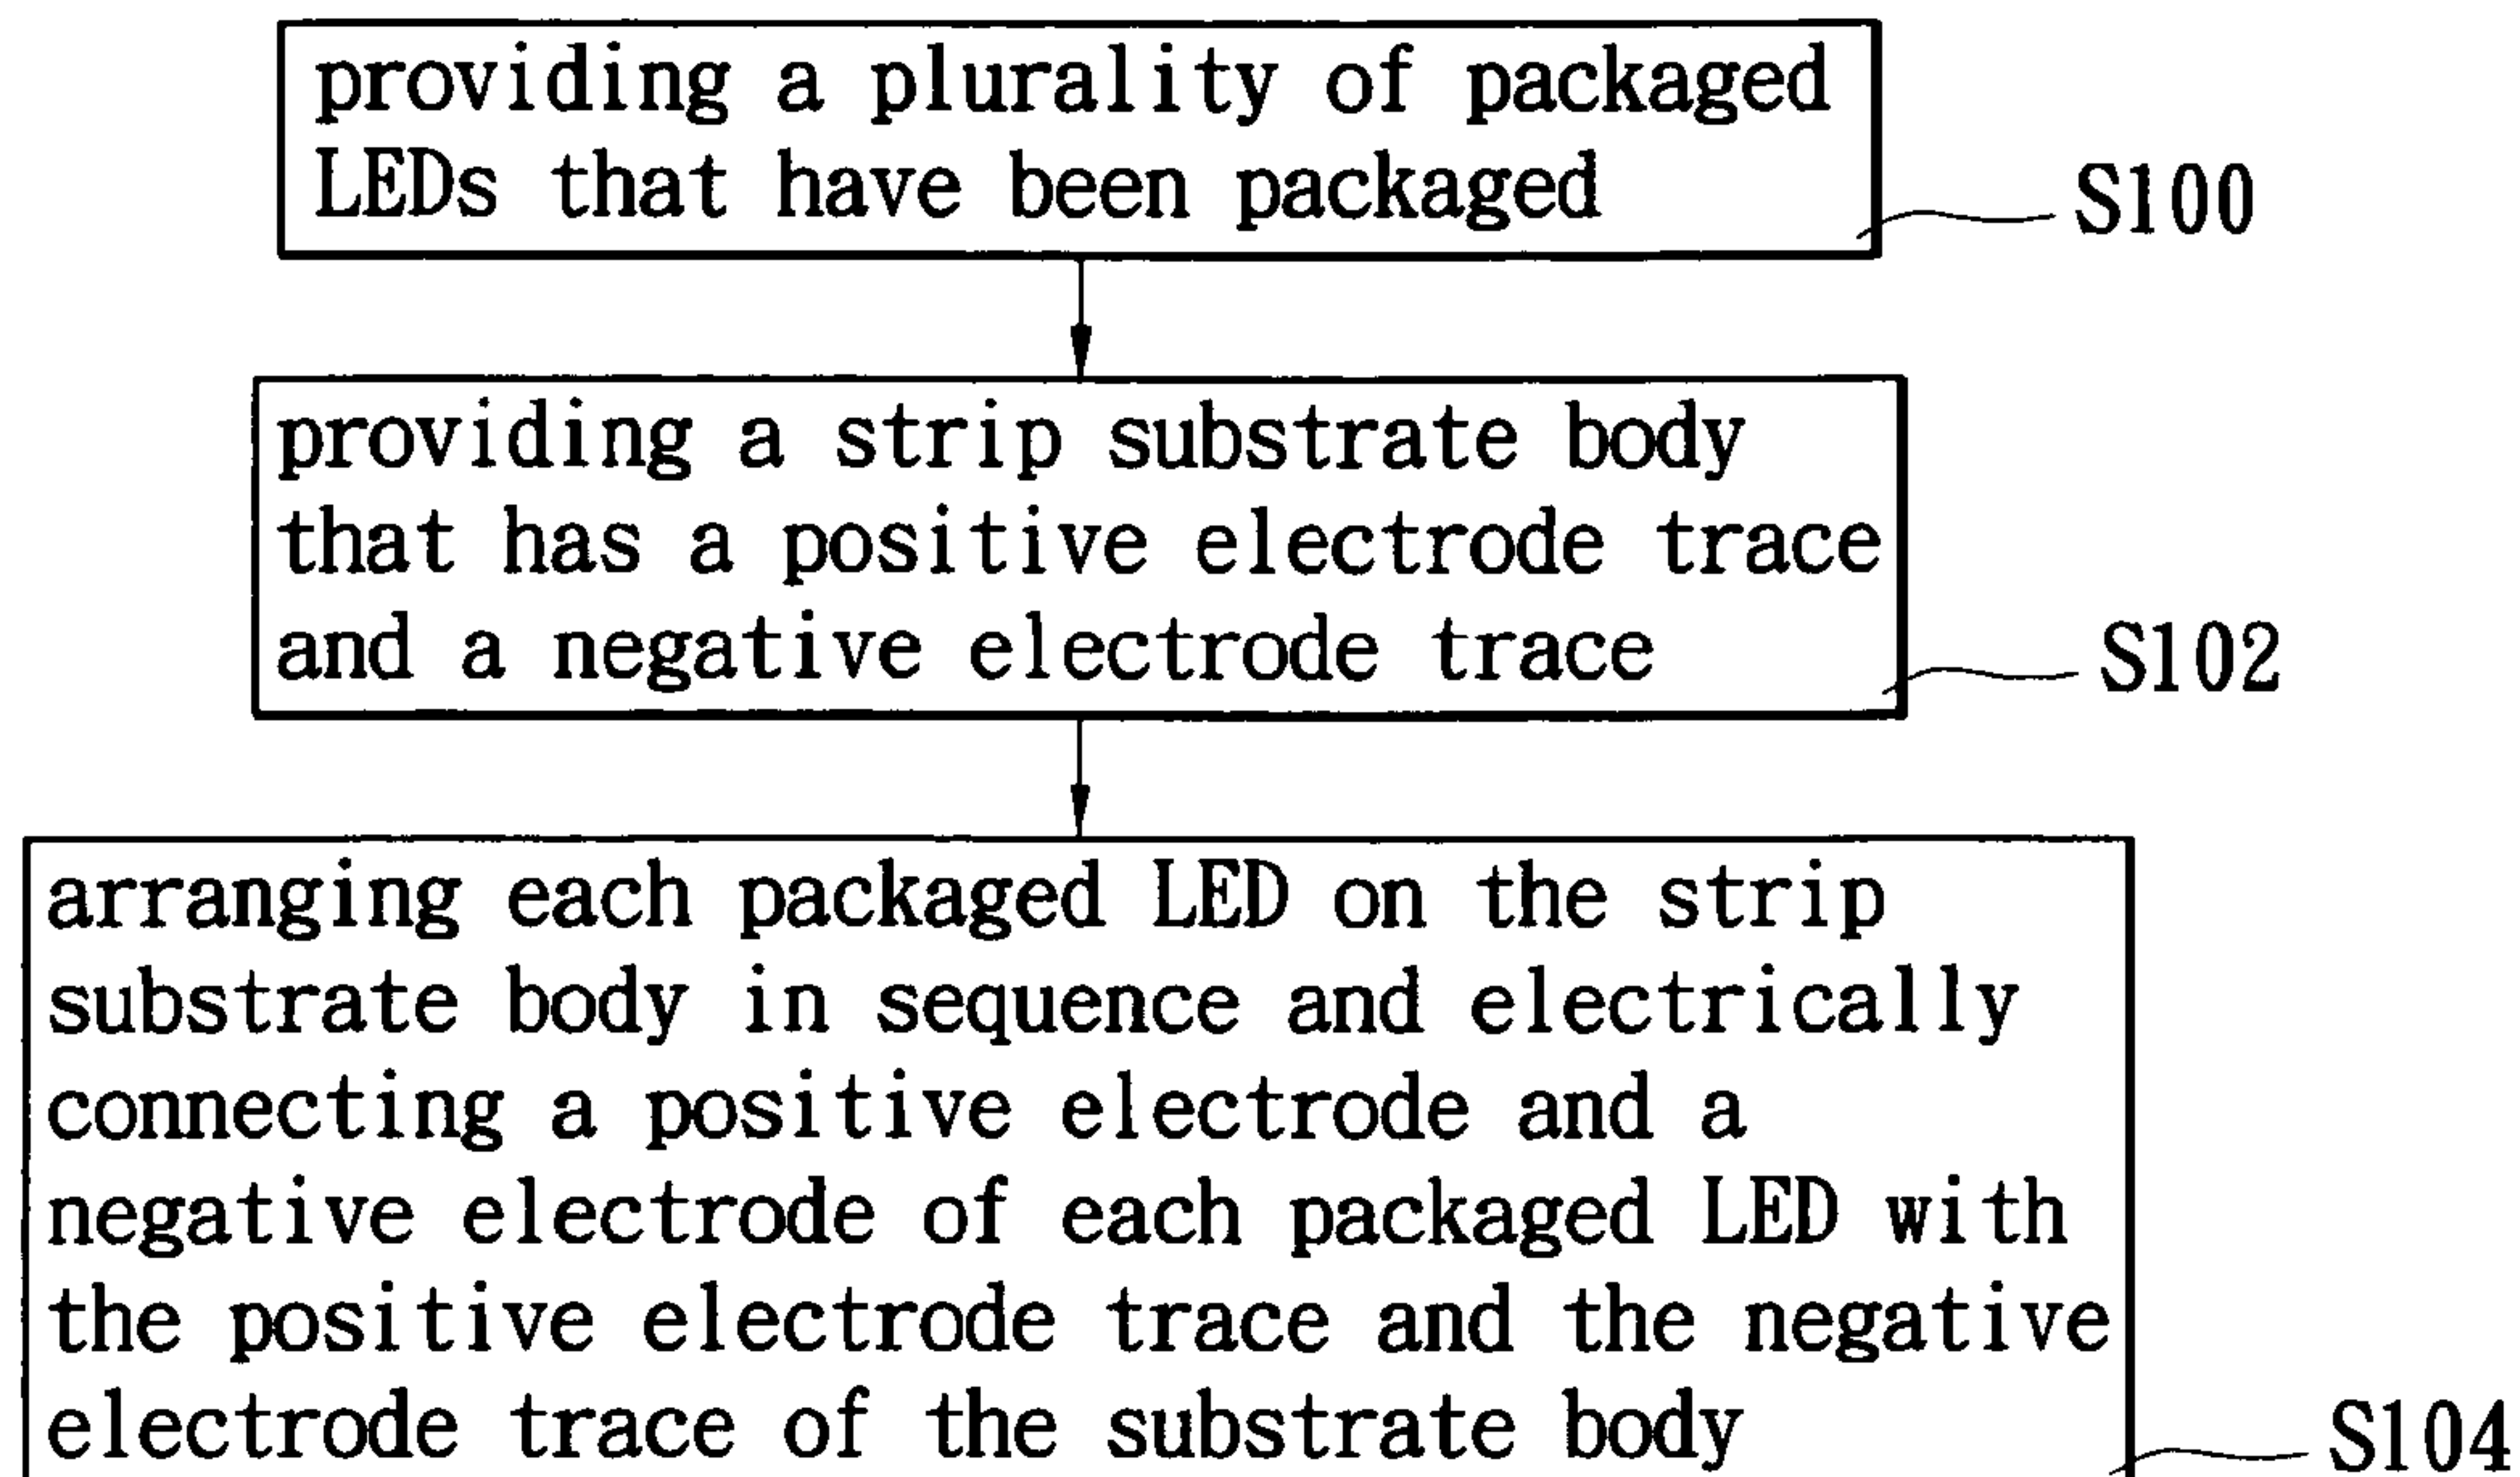 providing a plurality of packaged
LEDs that have been packaged
S100
providing a strip substrate body
that has a positive electrode trace
and a negative electrode trace
S102
arranging each packaged LED on the strip
substrate body in sequence and electrically
connecting a positive electrode and a
negative electrode of each packaged LED with
the positive electrode trace and the negative
electrode trace of the substrate body
S104